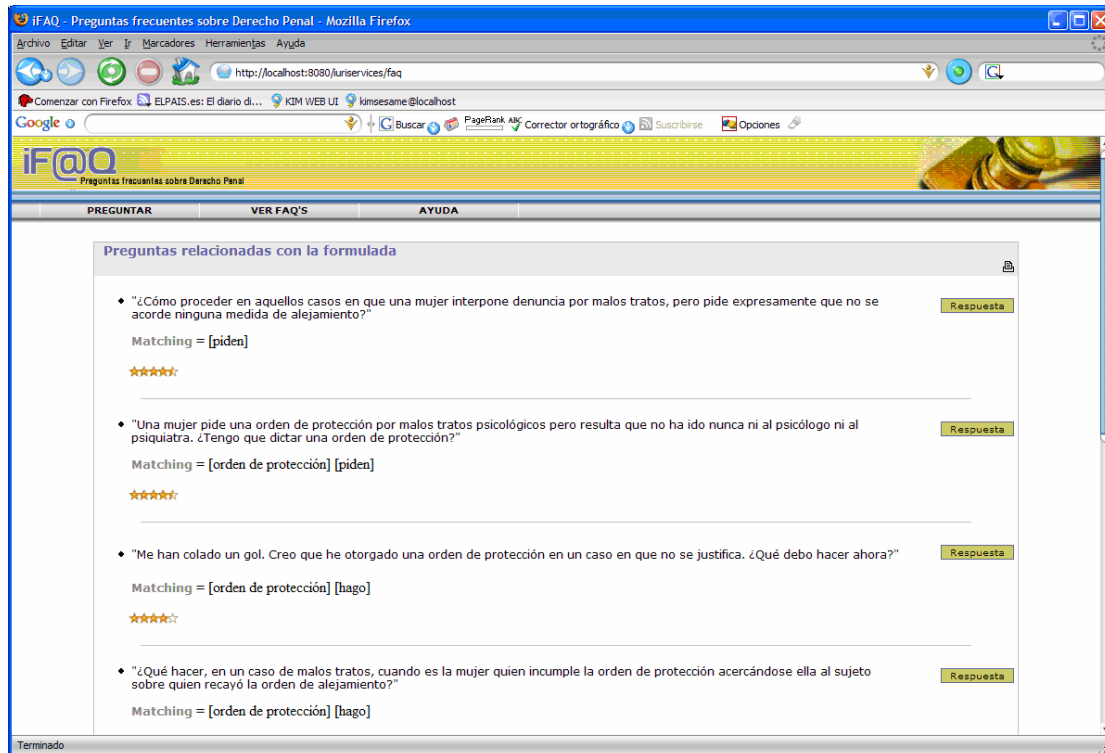 iFAQ - Preguntas frecuentes sobre Derecho Penal - Mozilla Firefox
Archivo Editar Ver Ir Marcadores Herramientas Ayuda
http://localhost:8080/iuriservices/faq
Comenzar con Firefox ELPAIS.es: El diario di... KIM WEB UI kimsesame@localhost
Google Buscar PageRank ABC Corrector ortográfico Suscribirse Opciones
iF@Q
Preguntas frecuentes sobre Derecho Penal
PREGUNTAR VER FAQ'S AYUDA
Preguntas relacionadas con la formulada
"¿Cómo proceder en aquellos casos en que una mujer interpone denuncia por malos tratos, pero pide expresamente que no se
acorde ninguna medida de alejamiento?"
Respuesta
Matching = [piden]
"Una mujer pide una orden de protección por malos tratos psicológicos pero resulta que no ha ido nunca ni al psicólogo ni al
psiquiatra. ¿Tengo que dictar una orden de protección?"
Respuesta
Matching = [orden de protección] [piden]
"Me han colado un gol. Creo que he otorgado una orden de protección en un caso en que no se justifica. ¿Qué debo hacer ahora?"
Respuesta
Matching = [orden de protección] [hago]
"¿Qué hacer, en un caso de malos tratos, cuando es la mujer quien incumple la orden de protección acercándose ella al sujeto
sobre quien recayó la orden de alejamiento?"
Respuesta
Matching = [orden de protección] [hago]
Terminado